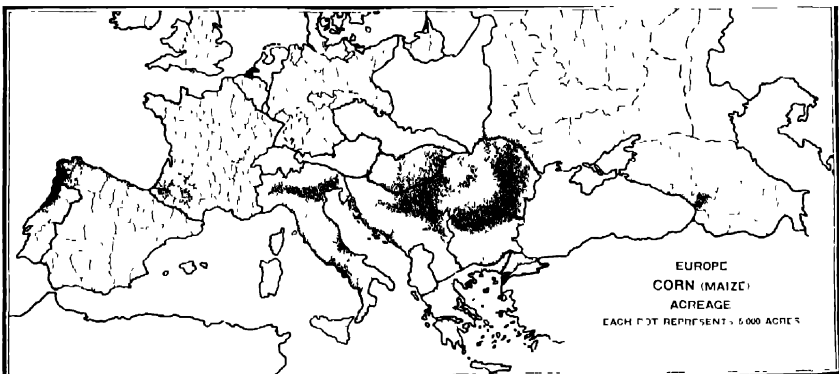 EUROPE
CORN (MAIZE)
ACREAGE
EACH DOT REPRESENTS 5,000 ACRES